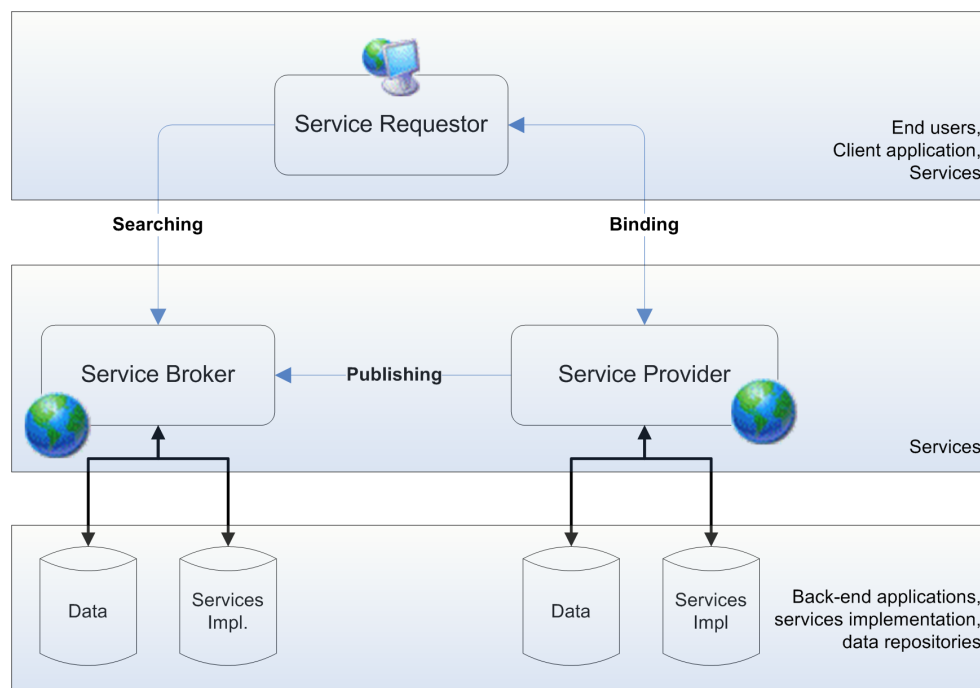 Service Requestor
End users,
Client application,
Services
Searching
Binding
Service Broker
Publishing
Service Provider
Services
Data
Services
Impl.
Data
Services
Impl
Back-end applications,
services implementation,
data repositories